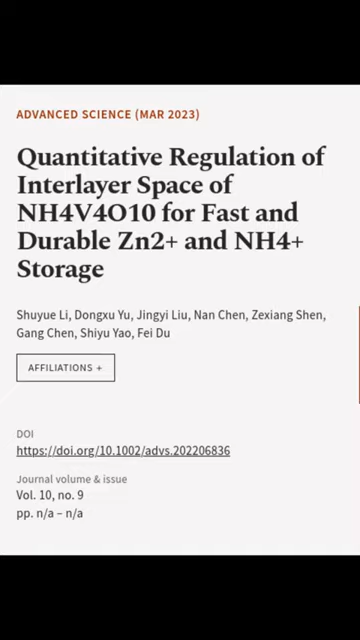 ADVANCED SCIENCE (MAR 2023)
Quantitative Regulation of
Interlayer Space of
NH4V4O10 for Fast and
Durable Zn2+ and NH4+
Storage
Shuyue Li, Dongxu Yu, Jingyi Liu, Nan Chen, Zexiang Shen,
Gang Chen, Shiyu Yao, Fei Du
AFFILIATIONS +
DOI
https://doi.org/10.1002/advs.202206836
Journal volume & issue
Vol. 10, no. 9
pp. n/a – n/a